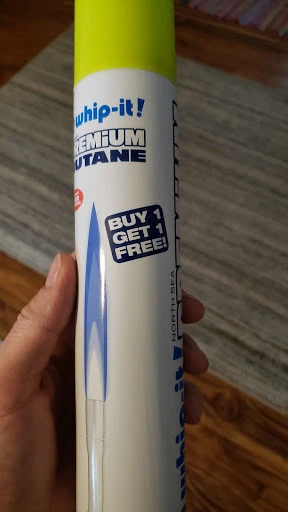 whip-it!
PREMIUM
BUTANE
BUY 1
GET 1
FREE!
NORTH SEA
whip-it!